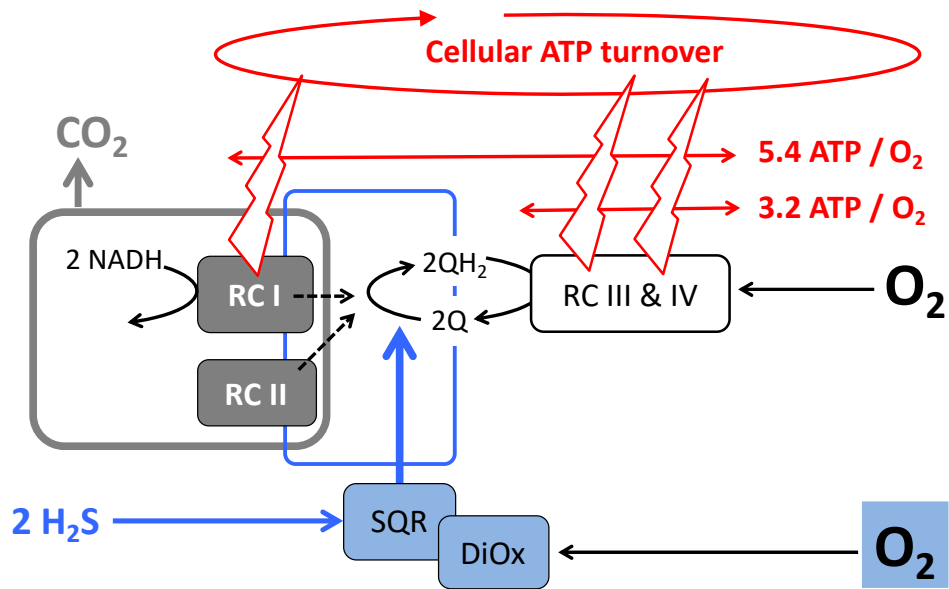 Cellular ATP turnover
CO₂
5.4 ATP / O₂
3.2 ATP / O₂
2 NADH
2QH₂
RC I
RC III & IV
O₂
2Q
RC II
2 H₂S
SQR
DiOx
O₂